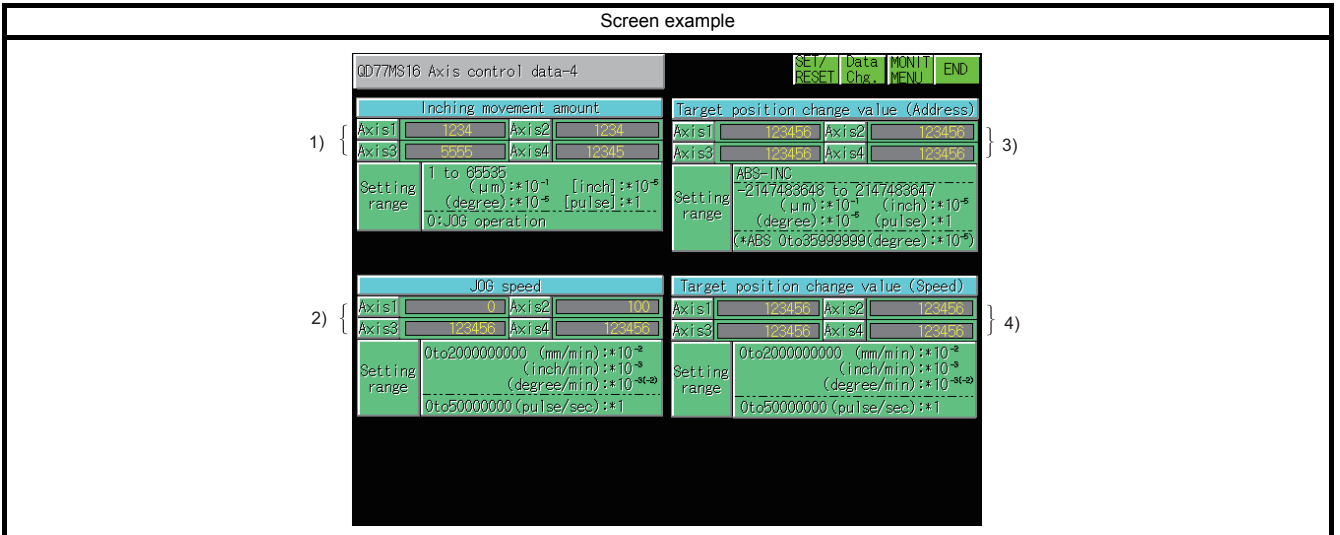 Screen example
QD77MS16 Axis control data-4
SET/RESET Data Chg. MONIT MENU END
Inching movement amount
1) Axis1 1234 Axis2 1234
Axis3 5555 Axis4 12345
Setting range
1 to 65535
(μm):*10⁻¹ [inch]:*10⁻⁵
(degree):*10⁻⁵ [pulse]:*1
0:JOG operation
Target position change value (Address)
Axis1 123456 Axis2 123456 3)
Axis3 123456 Axis4 123456
Setting range
ABS-INC
-2147483648 to 2147483647
(μm):*10⁻¹ (inch):*10⁻⁵
(degree):*10⁻⁵ (pulse):*1
(*ABS 0to35999999(degree):*10⁻⁵)
JOG speed
2) Axis1 0 Axis2 100
Axis3 123456 Axis4 123456
Setting range
0to2000000000 (mm/min):*10⁻²
(inch/min):*10⁻³
(degree/min):*10⁻³⁽⁻²⁾
0to50000000(pulse/sec):*1
Target position change value (Speed)
Axis1 123456 Axis2 123456 4)
Axis3 123456 Axis4 123456
Setting range
0to2000000000 (mm/min):*10⁻²
(inch/min):*10⁻³
(degree/min):*10⁻³⁽⁻²⁾
0to50000000(pulse/sec):*1